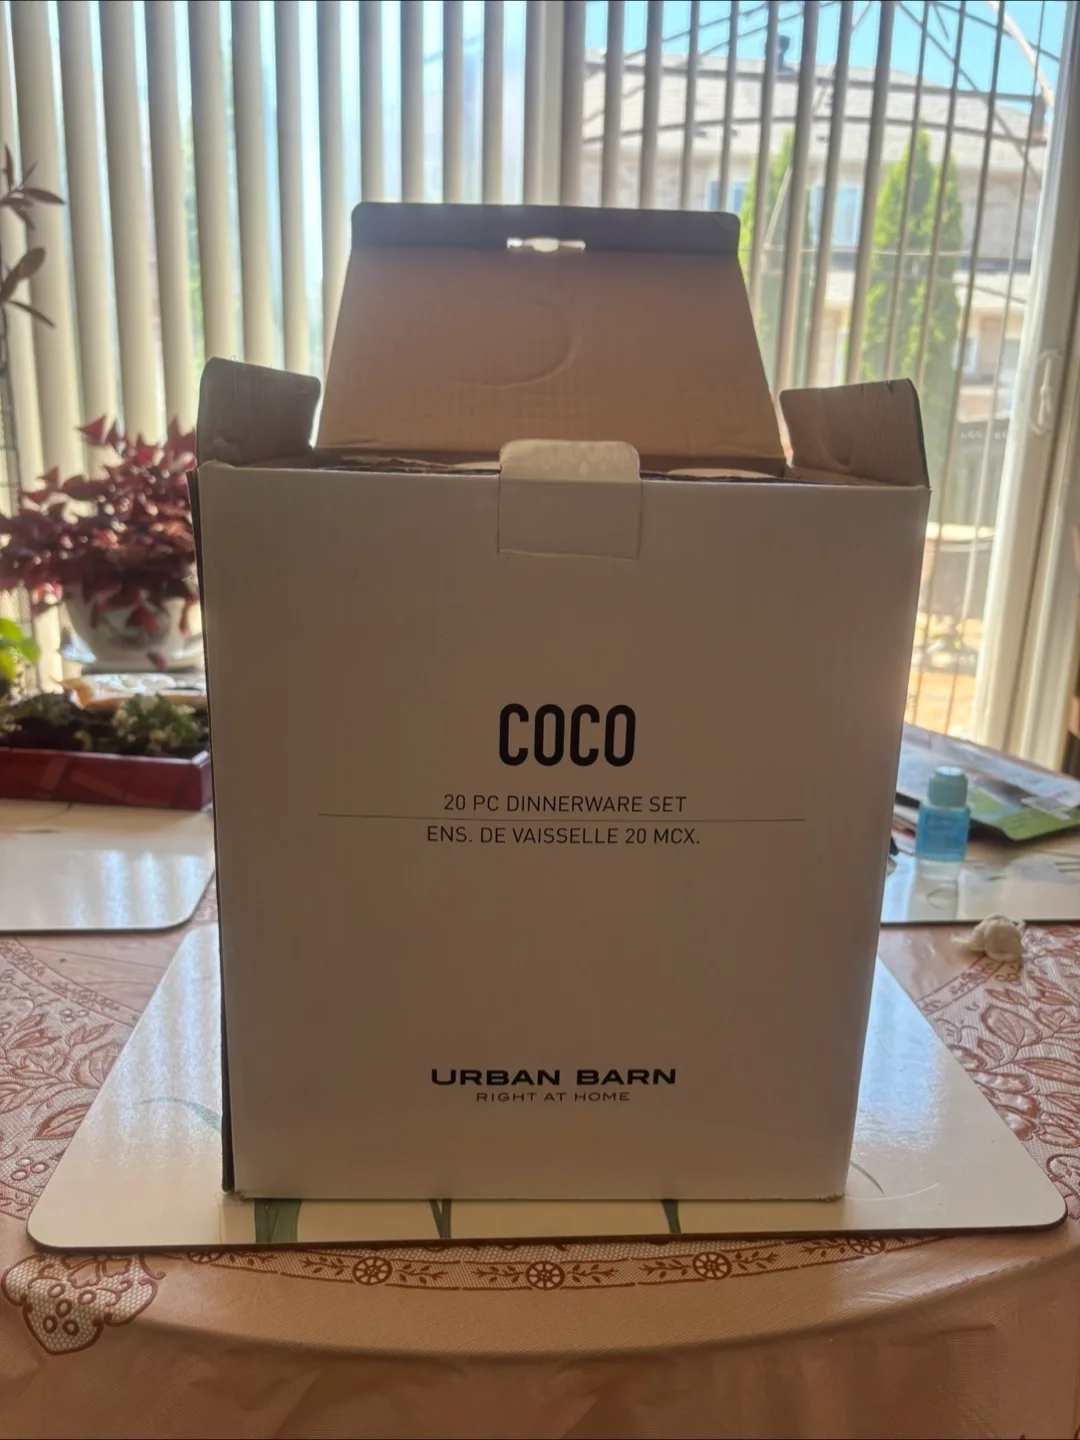 COCO
20 PC DINNERWARE SET
ENS. DE VAISSELLE 20 MCX.
URBAN BARN
RIGHT AT HOME